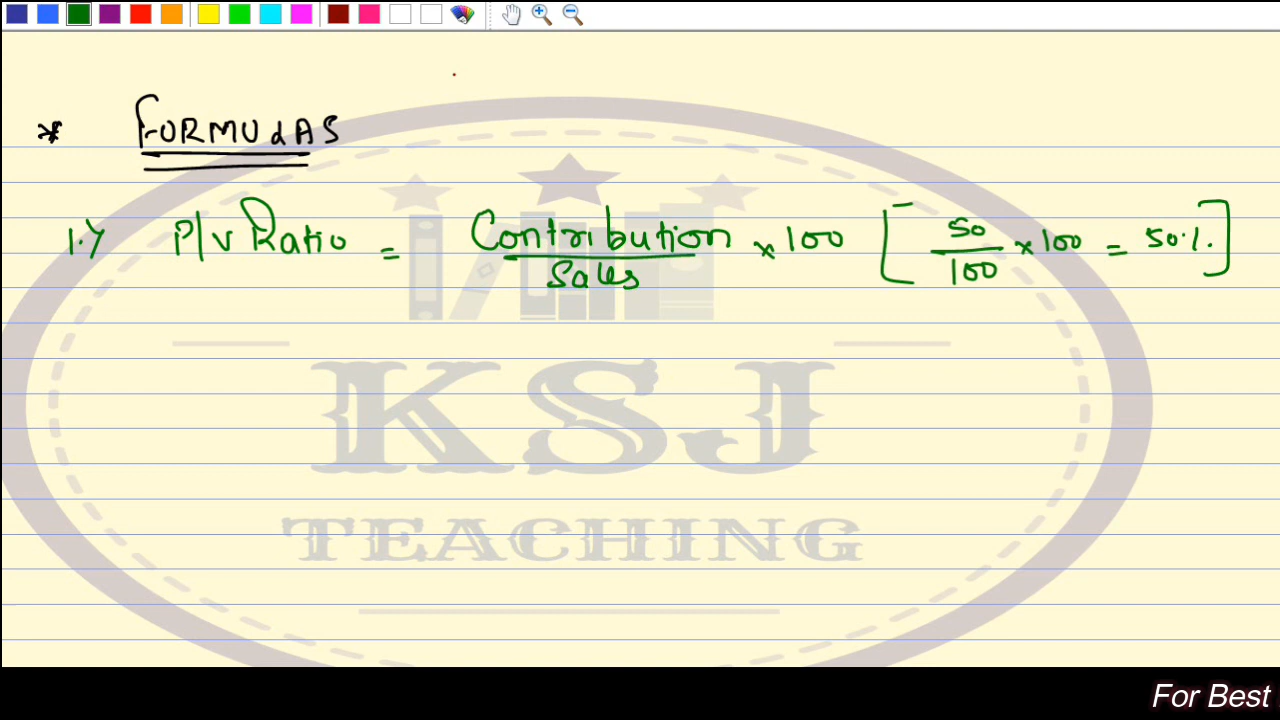 * FORMULAS
1.) P/V Ratio = Contribution / Sales × 100 [ 50 / 100 × 100 = 50% ]
KSJ
TEACHING
For Best